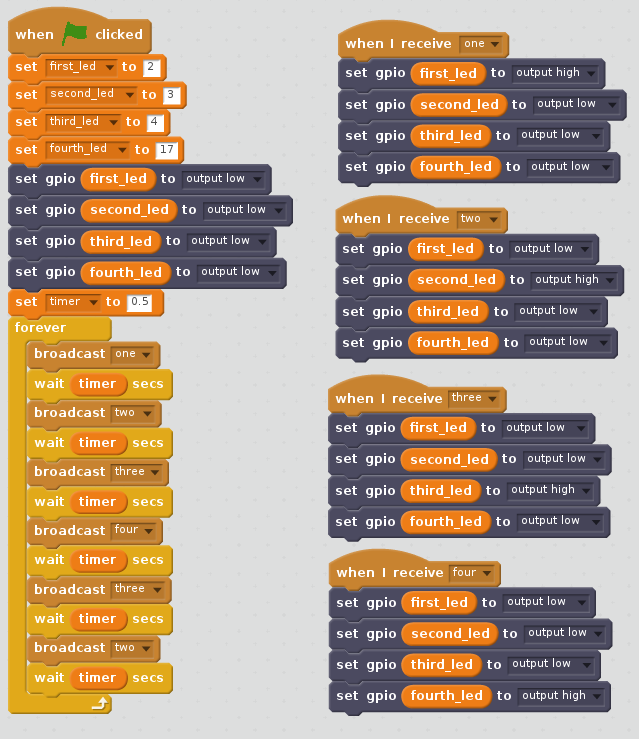 when clicked
set first_led to 2
set second_led to 3
set third_led to 4
set fourth_led to 17
set gpio first_led to output low
set gpio second_led to output low
set gpio third_led to output low
set gpio fourth_led to output low
set timer to 0.5
forever
broadcast one
wait timer secs
broadcast two
wait timer secs
broadcast three
wait timer secs
broadcast four
wait timer secs
broadcast three
wait timer secs
broadcast two
wait timer secs
when I receive one
set gpio first_led to output high
set gpio second_led to output low
set gpio third_led to output low
set gpio fourth_led to output low
when I receive two
set gpio first_led to output low
set gpio second_led to output high
set gpio third_led to output low
set gpio fourth_led to output low
when I receive three
set gpio first_led to output low
set gpio second_led to output low
set gpio third_led to output high
set gpio fourth_led to output low
when I receive four
set gpio first_led to output low
set gpio second_led to output low
set gpio third_led to output low
set gpio fourth_led to output high